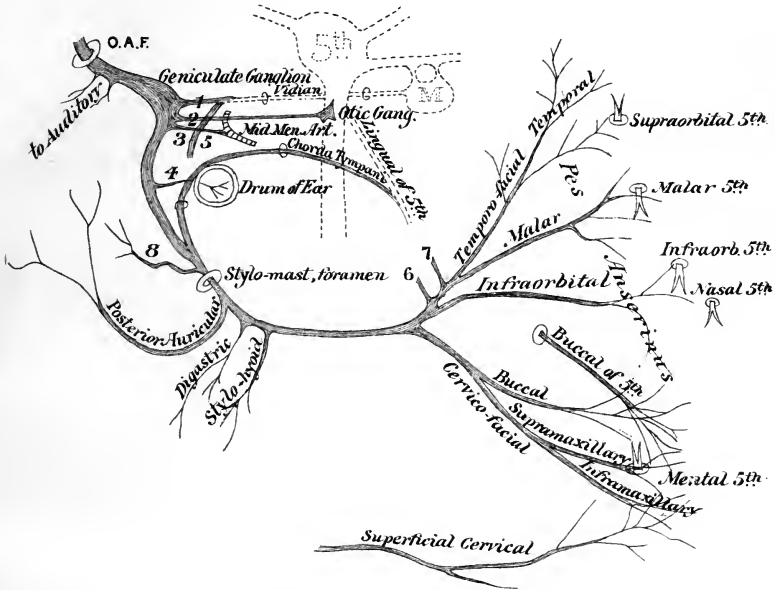 O.A.F.
5th
Geniculate Ganglion
Vidian
M
to Auditory
1
2
Otic Gang.
3
5
Mid Men. Art.
Chorda Tympani
Lingual of 5th
4
Drum of Ear
Temporal
Temporo-facial
Supraorbital 5th
Pes
Malar 5th
Malar
7
6
8
Stylo-mast, foramen
Infraorbital
Infraorb. 5th
Nasal 5th
Anserinus
Posterior Auricular
Digastric
Stylo-hyoid
Buccal of 5th
Buccal
Cervico-facial
Supramaxillary
Mental 5th
Inframaxillary
Superficial Cervical